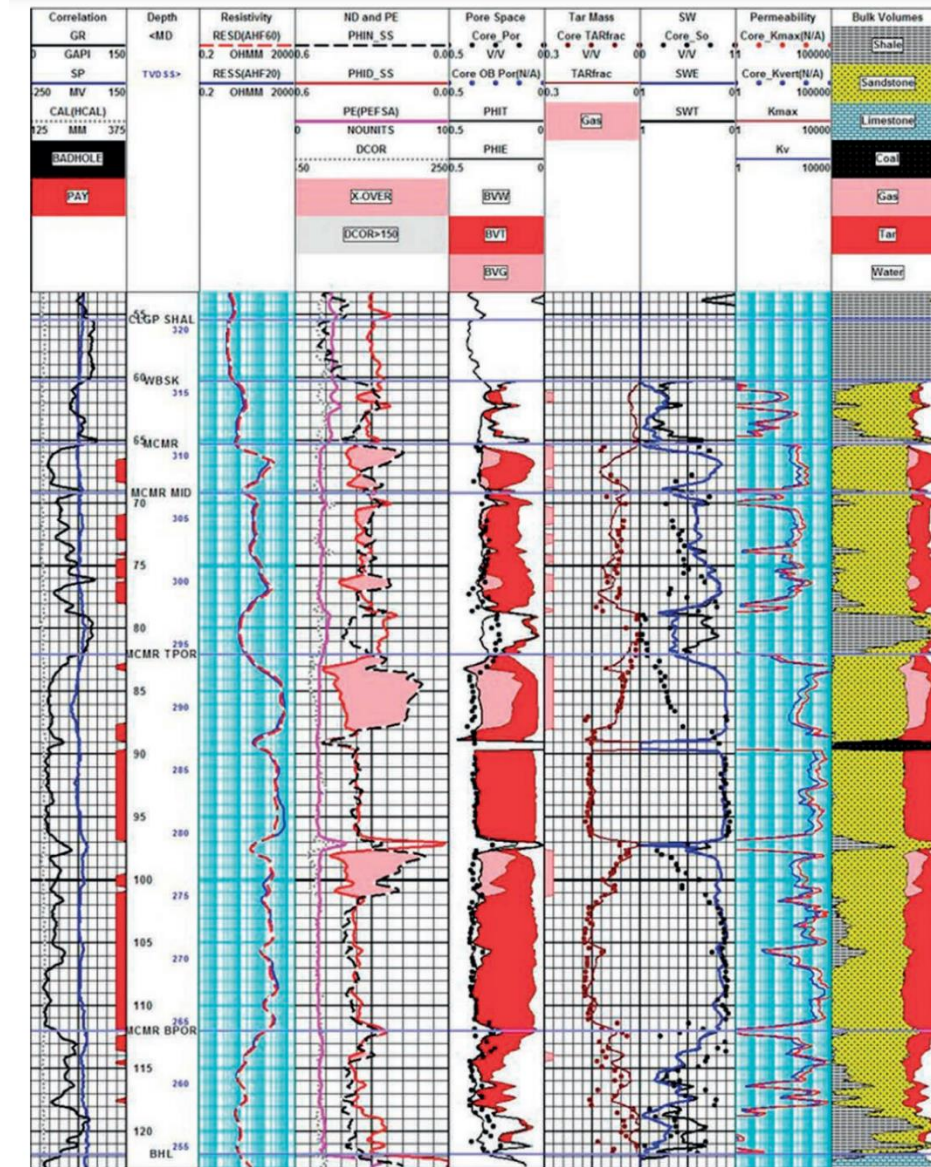 Correlation Depth Resistivity ND and PE Pore Space Tar Mass SW Permeability Bulk Volumes
GR <MD RESD(AHF60) PHIN_SS Core_Por Core TARfrac Core_So Core_Kmax(N/A) Shale
0 GAPI 150 0.2 OHMM 20000 0.6 0.0 0.5 V/V 0 0.3 V/V 0 1 V/V 0 1 100000
SP TVDSS> RESS(AHF20) PHID_SS Core OB Por(N/A) TARfrac SWE Core_Kvert(N/A) Sandstone
250 MV 150 0.2 OHMM 20000 0.6 0.0 0.5 0 0.3 1 0 1 100000
CAL(HCAL) PE(PEFSA) PHIT Gas SWT Kmax Limestone
125 MM 375 0 NOUNITS 10 0.5 0 1 0 1 10000
BADHOLE DCOR PHIE Kv Coal
-50 250 0.5 0 1 10000
PAY X-OVER BVW Gas
DCOR>150 BVT Tar
BVG Water
55
CLGP SHAL
320
60
WBSK
315
65
MCMR
310
MCMR MID
70
305
75
300
80
295
MCMR TPOR
85
290
90
285
95
280
100
275
105
270
110
265
MCMR BPOR
115
260
120
255
BHL